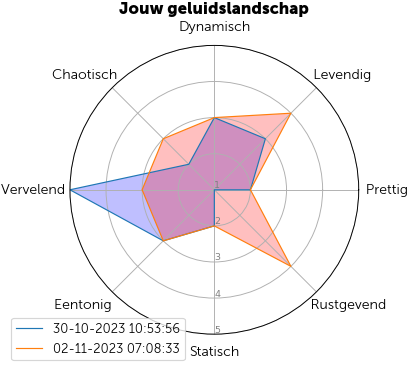 Jouw geluidslandschap
Dynamisch
Chaotisch
Levendig
Vervelend
1
Prettig
2
3
4
Eentonig
Rustgevend
5
30-10-2023 10:53:56
02-11-2023 07:08:33
Statisch